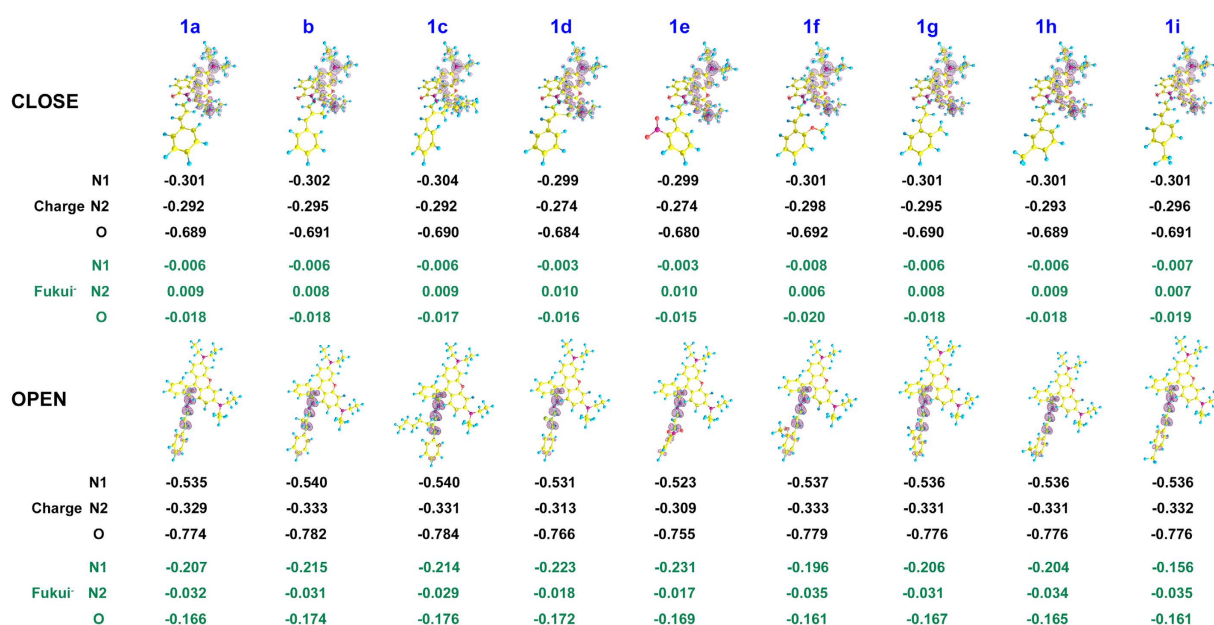 1a b 1c 1d 1e 1f 1g 1h 1i
CLOSE
N1 -0.301 -0.302 -0.304 -0.299 -0.299 -0.301 -0.301 -0.301 -0.301
Charge N2 -0.292 -0.295 -0.292 -0.274 -0.274 -0.298 -0.295 -0.293 -0.296
O -0.689 -0.691 -0.690 -0.684 -0.680 -0.692 -0.690 -0.689 -0.691
N1 -0.006 -0.006 -0.006 -0.003 -0.003 -0.008 -0.006 -0.006 -0.007
Fukui⁻ N2 0.009 0.008 0.009 0.010 0.010 0.006 0.008 0.009 0.007
O -0.018 -0.018 -0.017 -0.016 -0.015 -0.020 -0.018 -0.018 -0.019
OPEN
N1 -0.535 -0.540 -0.540 -0.531 -0.523 -0.537 -0.536 -0.536 -0.536
Charge N2 -0.329 -0.333 -0.331 -0.313 -0.309 -0.333 -0.331 -0.331 -0.332
O -0.774 -0.782 -0.784 -0.766 -0.755 -0.779 -0.776 -0.776 -0.776
N1 -0.207 -0.215 -0.214 -0.223 -0.231 -0.196 -0.206 -0.204 -0.156
Fukui⁻ N2 -0.032 -0.031 -0.029 -0.018 -0.017 -0.035 -0.031 -0.034 -0.035
O -0.166 -0.174 -0.176 -0.172 -0.169 -0.161 -0.167 -0.165 -0.161